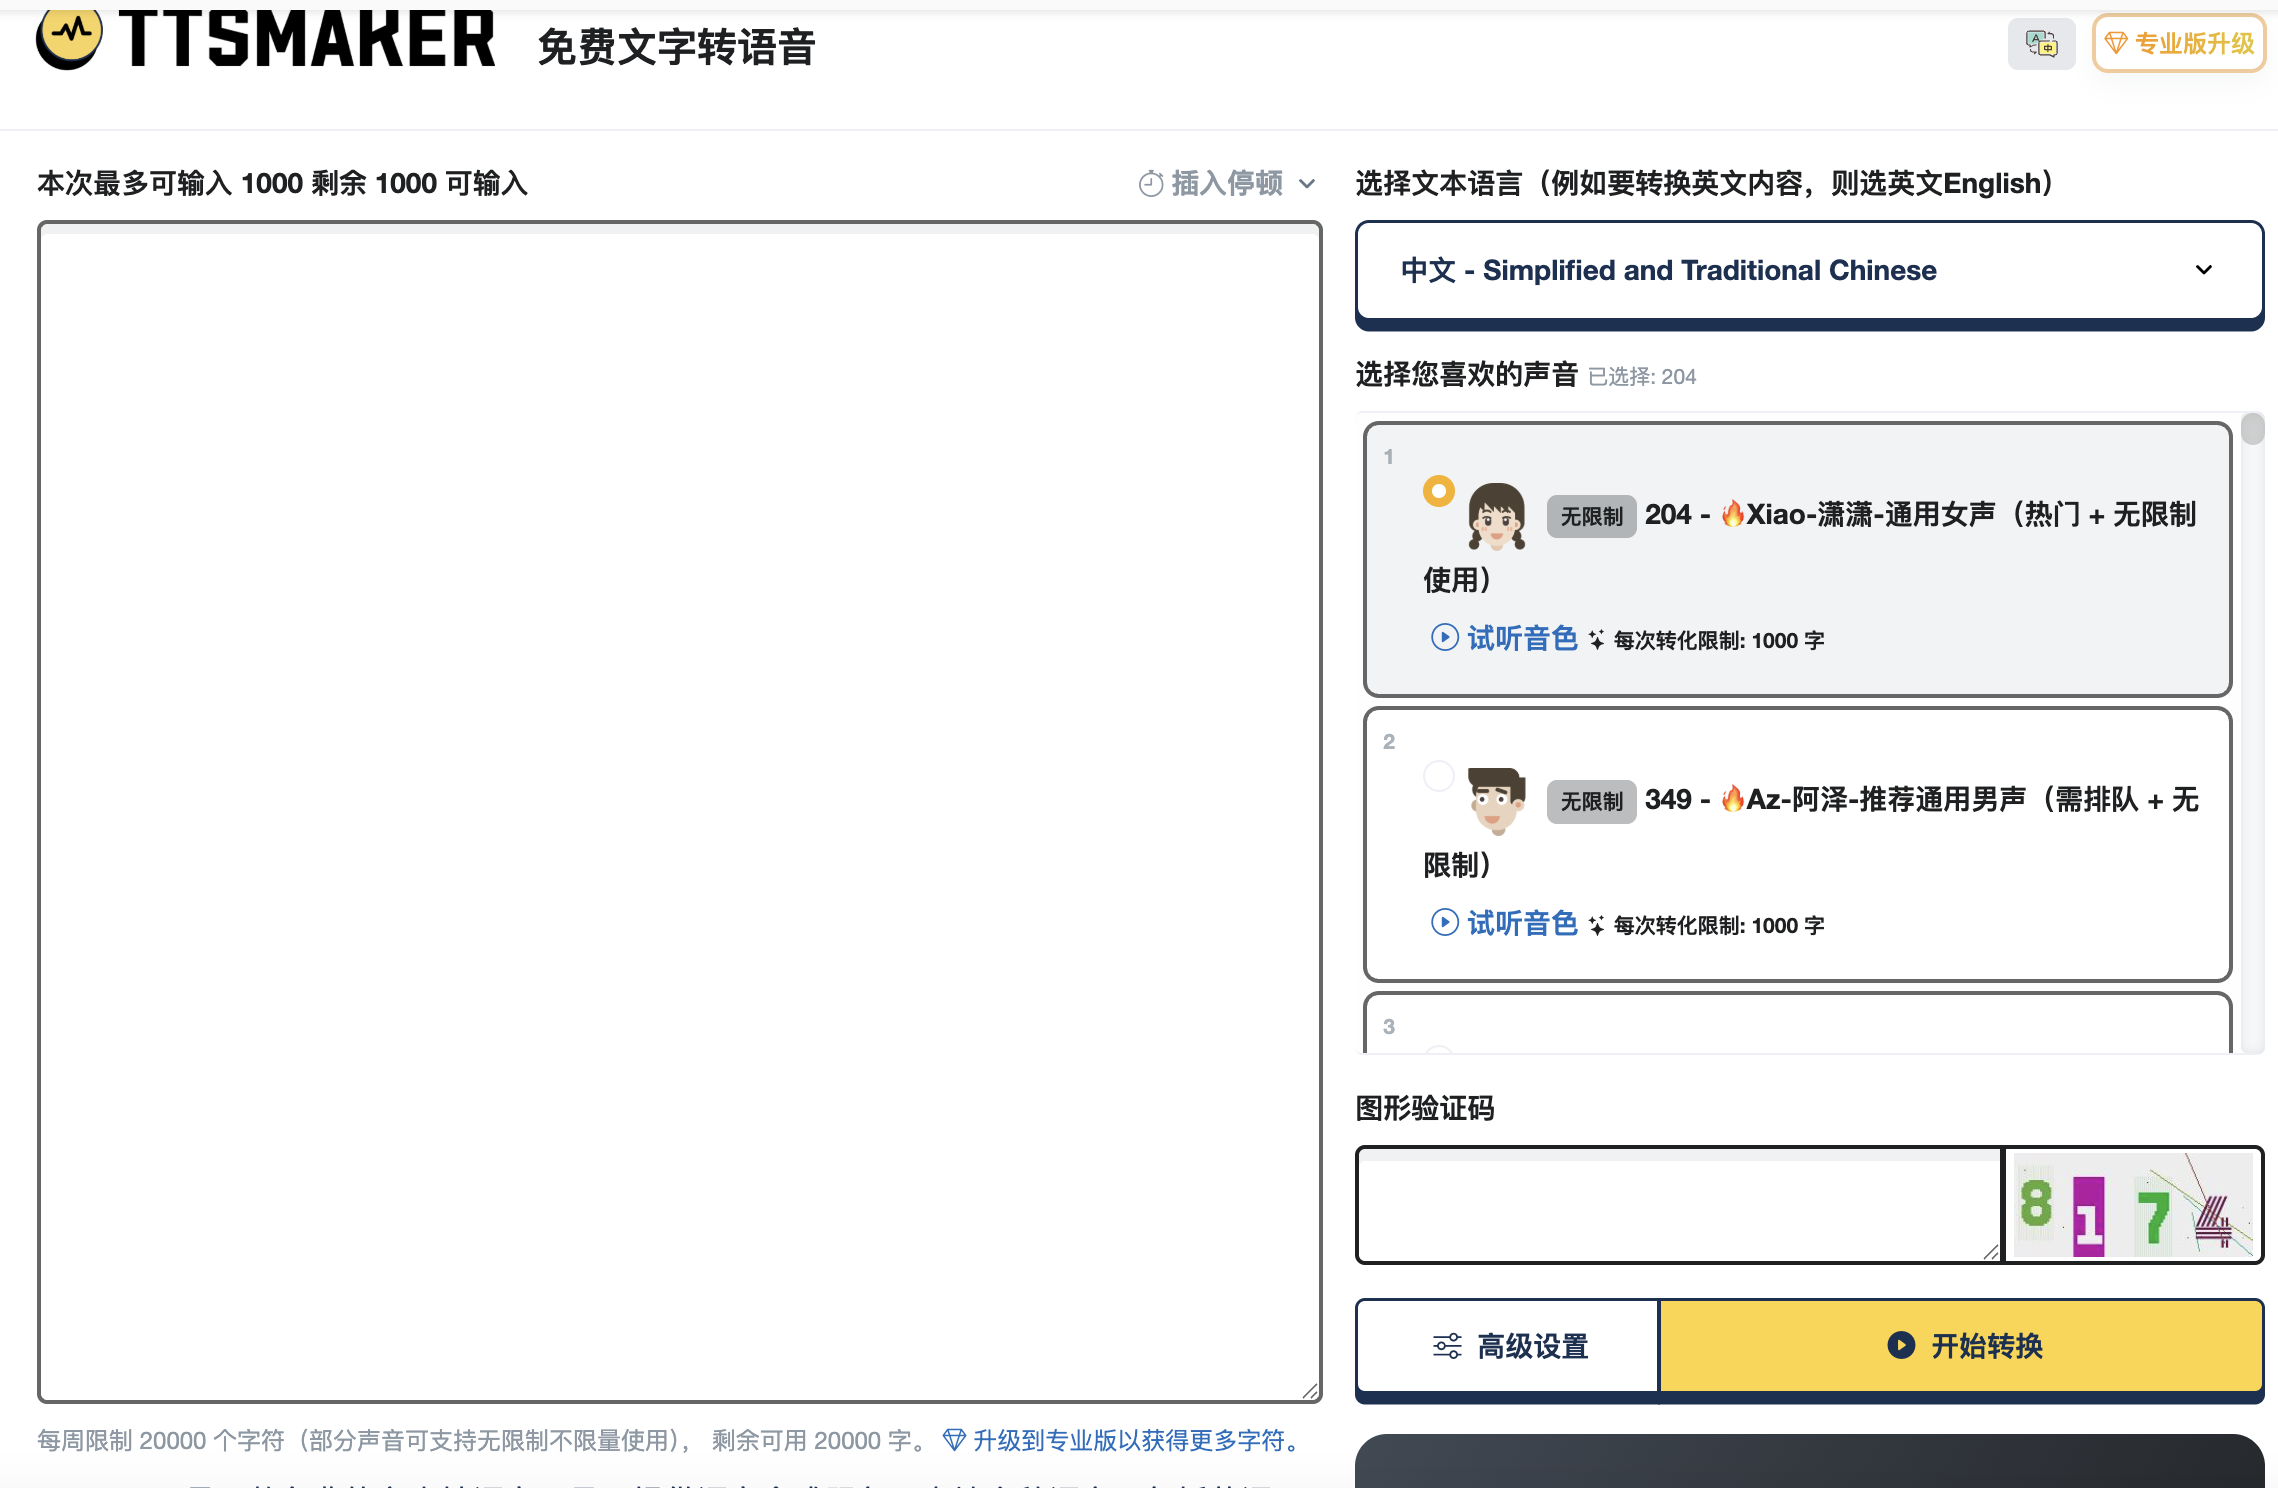 TTSMAKER 免费文字转语音
专业版升级
本次最多可输入 1000 剩余 1000 可输入
插入停顿
每周限制 20000 个字符（部分声音可支持无限制不限量使用）， 剩余可用 20000 字。 升级到专业版以获得更多字符。
选择文本语言（例如要转换英文内容，则选英文English）
中文 - Simplified and Traditional Chinese
选择您喜欢的声音 已选择: 204
1
无限制 204 - 🔥Xiao-潇潇-通用女声（热门 + 无限制
使用）
试听音色 每次转化限制: 1000 字
2
无限制 349 - 🔥Az-阿泽-推荐通用男声（需排队 + 无
限制）
试听音色 每次转化限制: 1000 字
3
图形验证码
8174
高级设置
开始转换